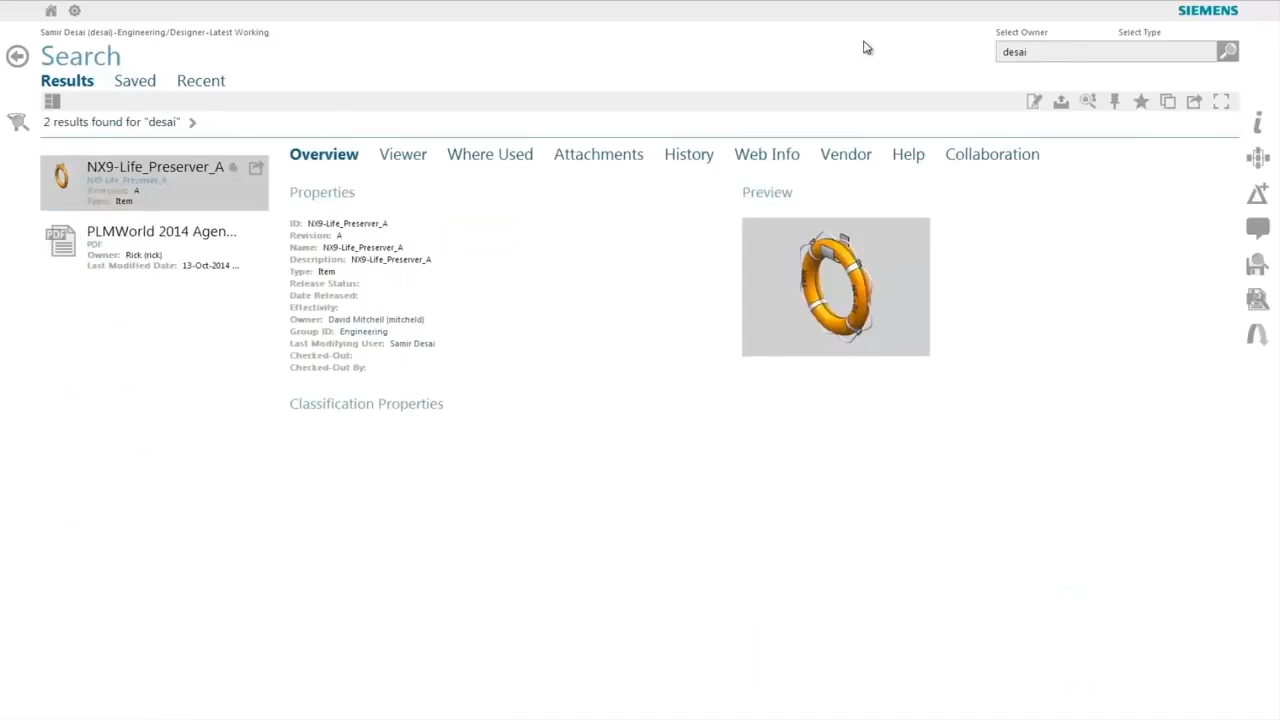 SIEMENS
Samir Desai (desai)-Engineering/Designer-Latest Working
Select Owner
Select Type
Search
desai
Results
Saved
Recent
2 results found for "desai"
NX9-Life_Preserver_A
NX9-Life_Preserver_A
Revision: A
Type: Item
PLMWorld 2014 Agen...
PDF
Owner: Rick (rick)
Last Modified Date: 13-Oct-2014 ...
Overview
Viewer
Where Used
Attachments
History
Web Info
Vendor
Help
Collaboration
Properties
ID: NX9-Life_Preserver_A
Revision: A
Name: NX9-Life_Preserver_A
Description: NX9-Life_Preserver_A
Type: Item
Release Status:
Date Released:
Effectivity:
Owner: David Mitchell (mitcheld)
Group ID: Engineering
Last Modifying User: Samir Desai
Checked-Out:
Checked-Out By:
Classification Properties
Preview
PDF